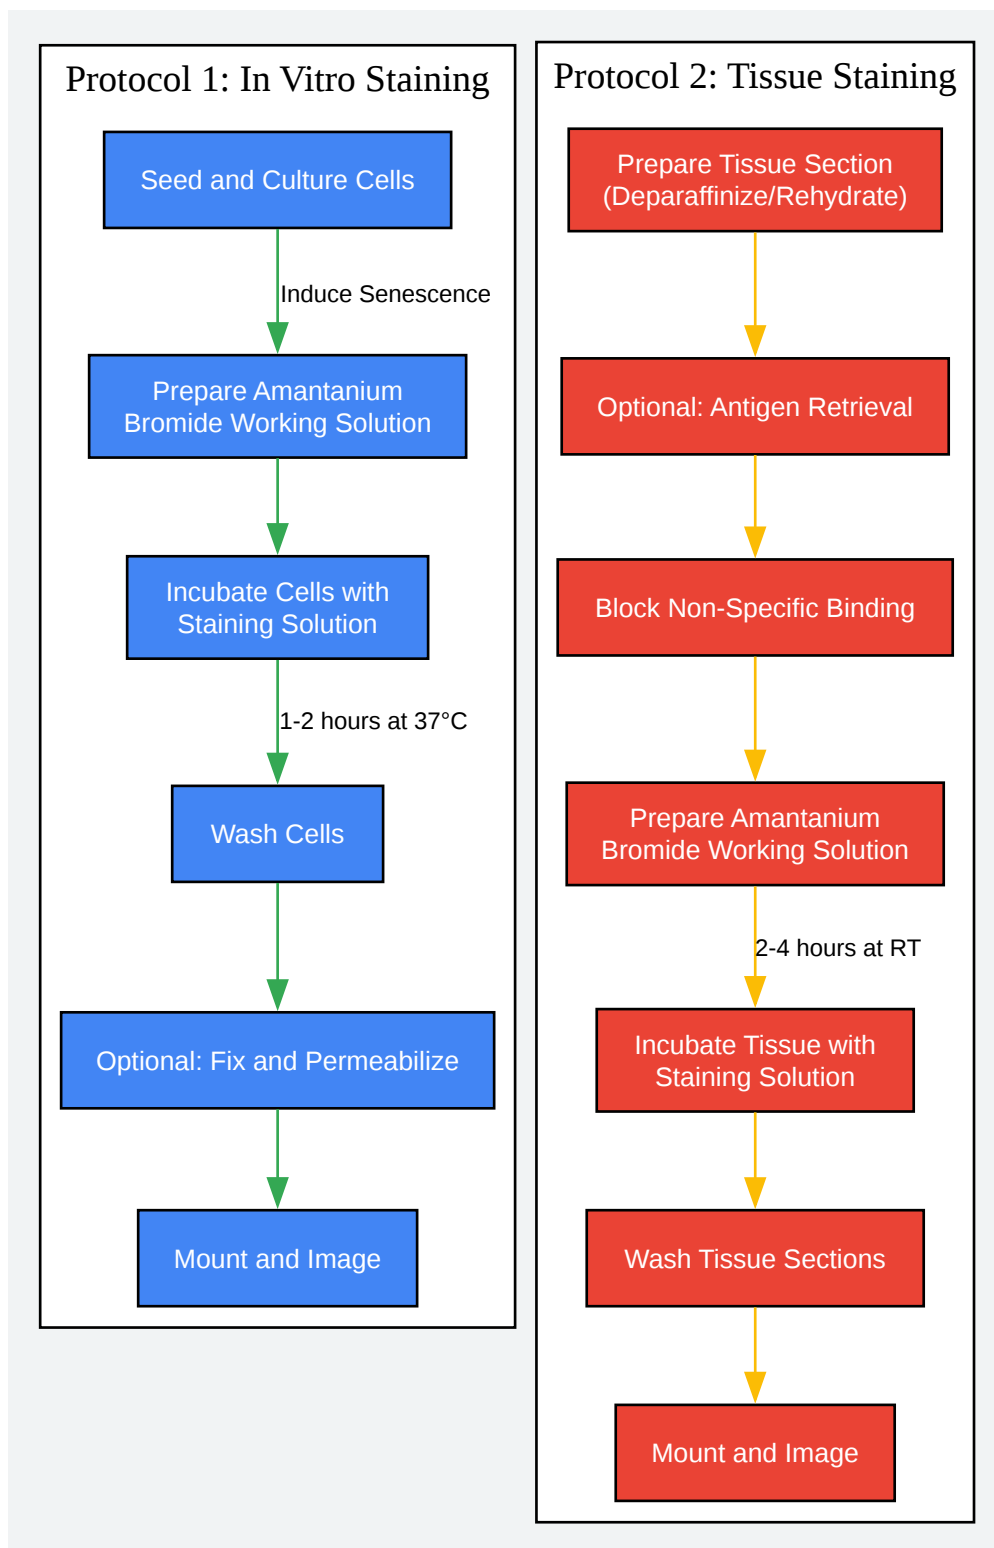 Protocol 1: In Vitro Staining
Seed and Culture Cells
Induce Senescence
Prepare Amantanium
Bromide Working Solution
Incubate Cells with
Staining Solution
1-2 hours at 37°C
Wash Cells
Optional: Fix and Permeabilize
Mount and Image
Protocol 2: Tissue Staining
Prepare Tissue Section
(Deparaffinize/Rehydrate)
Optional: Antigen Retrieval
Block Non-Specific Binding
Prepare Amantanium
Bromide Working Solution
2-4 hours at RT
Incubate Tissue with
Staining Solution
Wash Tissue Sections
Mount and Image